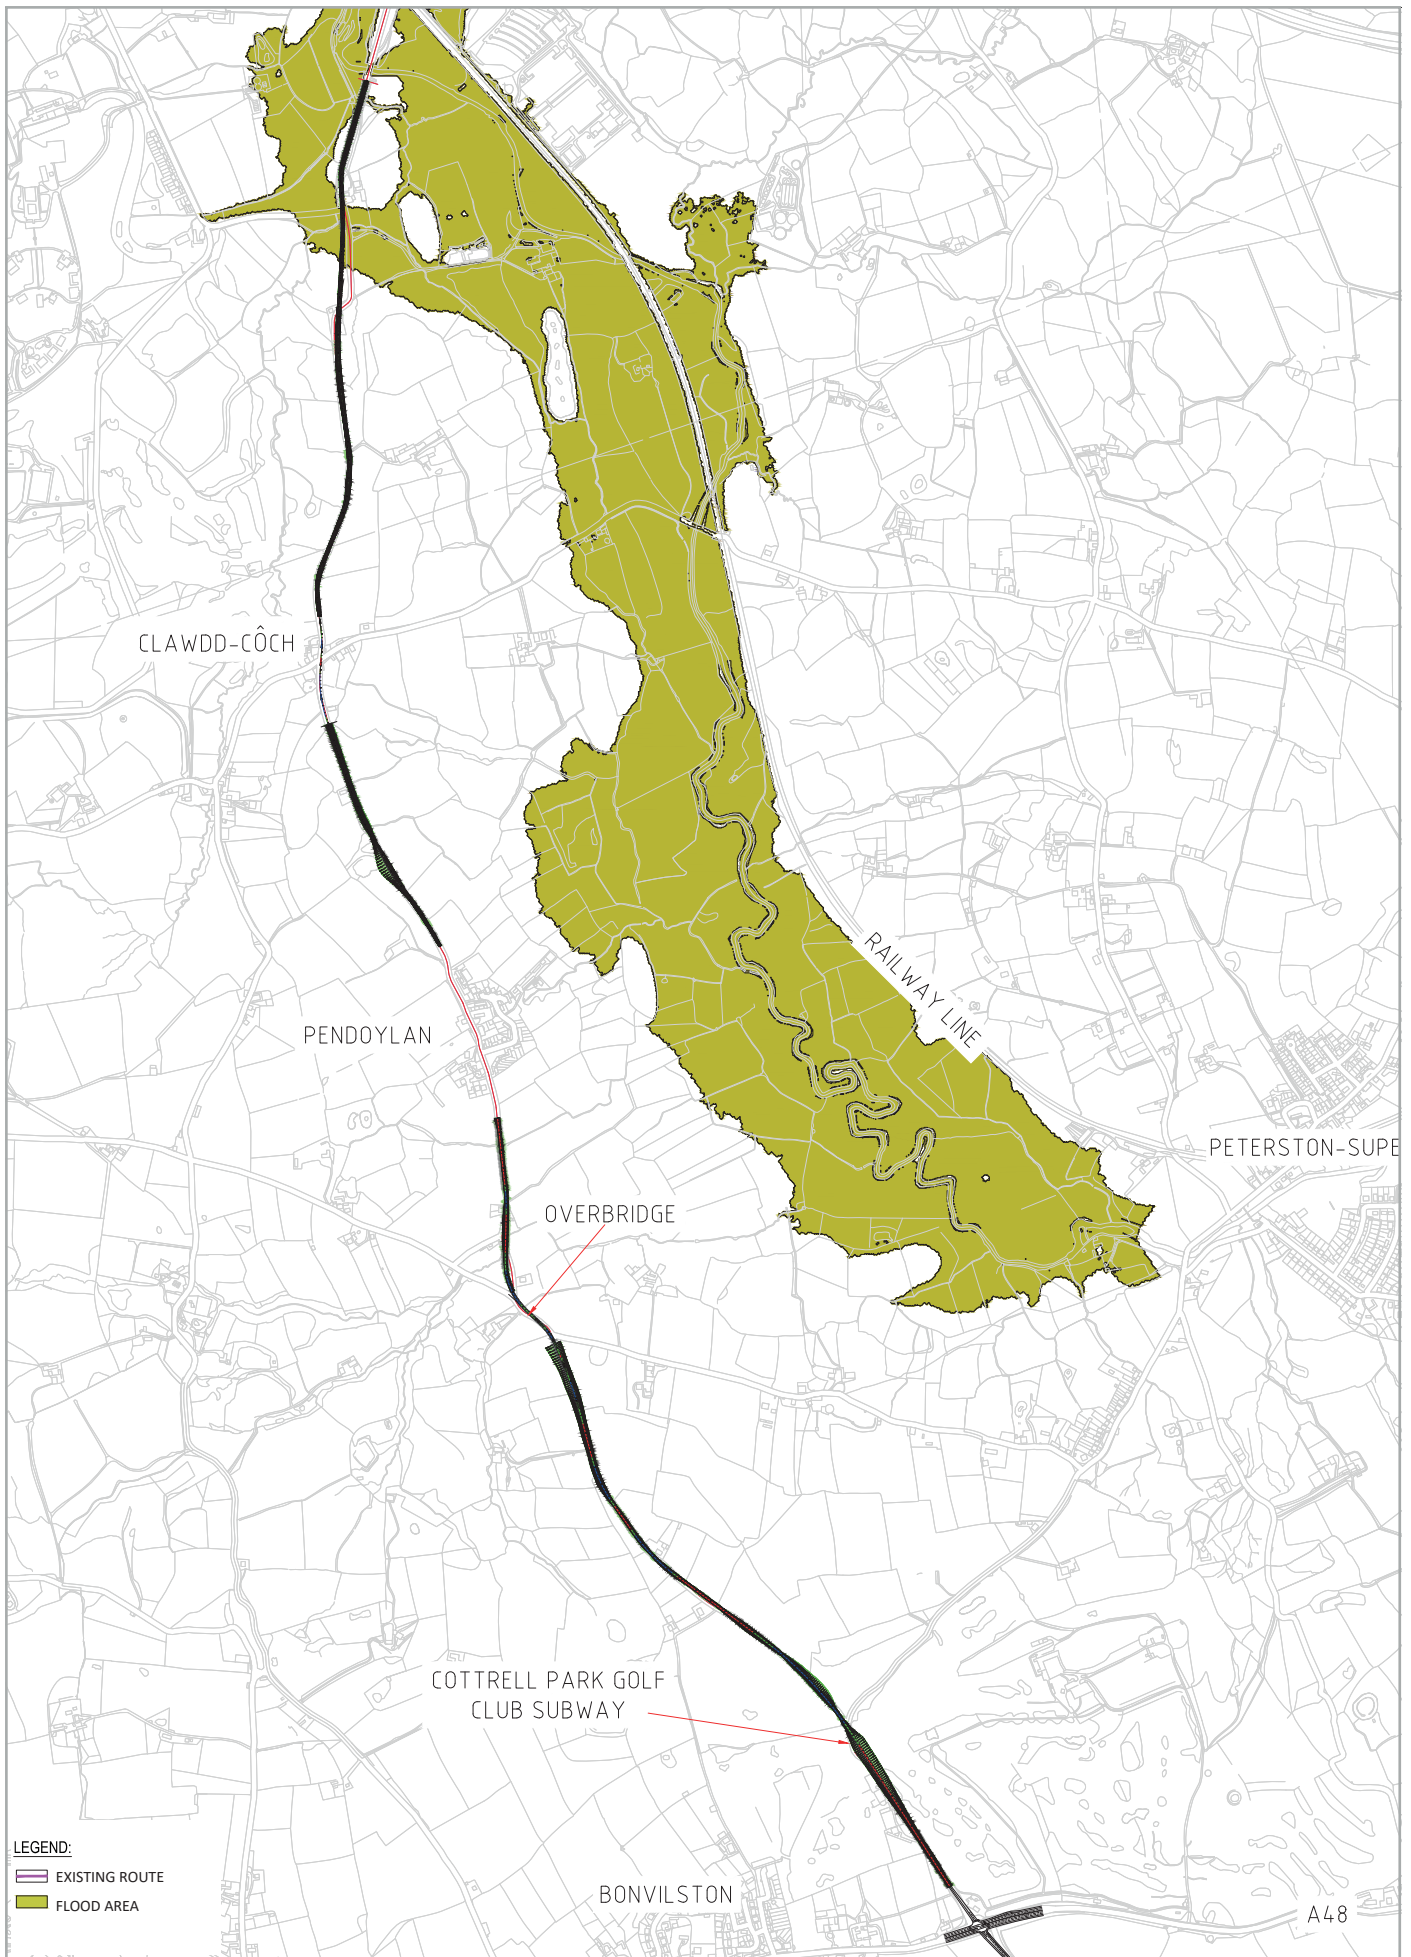 CLAWDD-CÔCH
RAILWAY LINE
PENDOYLAN
PETERSTON-SUPE
OVERBRIDGE
COTTRELL PARK GOLF
CLUB SUBWAY
LEGEND:
EXISTING ROUTE
FLOOD AREA
BONVILSTON
A48